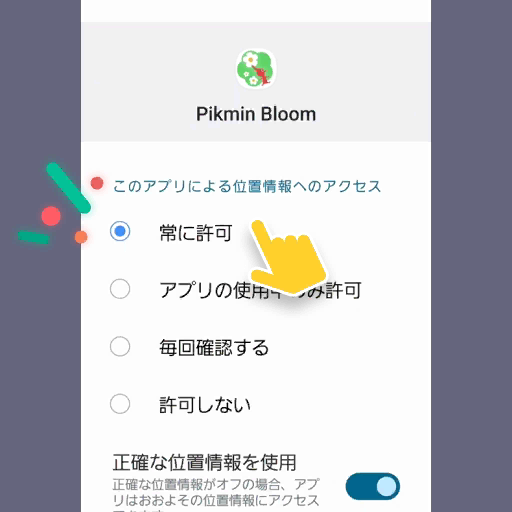 Pikmin Bloom
このアプリによる位置情報へのアクセス
常に許可
アプリの使用中のみ許可
毎回確認する
許可しない
正確な位置情報を使用
正確な位置情報がオフの場合、アプ
リはおおよその位置情報にアクセス